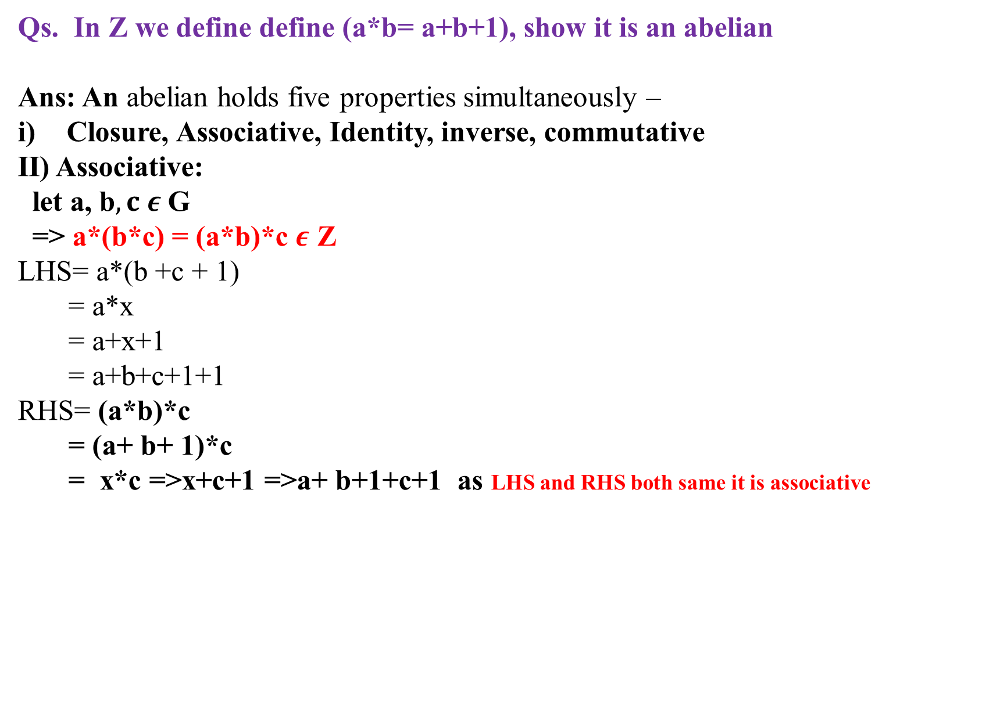 Qs. In Z we define define (a*b= a+b+1), show it is an abelian
Ans: An abelian holds five properties simultaneously –
i) Closure, Associative, Identity, inverse, commutative
II) Associative:
let a, b, c ϵ G
=> a*(b*c) = (a*b)*c ϵ Z
LHS= a*(b +c + 1)
= a*x
= a+x+1
= a+b+c+1+1
RHS= (a*b)*c
= (a+ b+ 1)*c
= x*c =>x+c+1 =>a+ b+1+c+1 as LHS and RHS both same it is associative